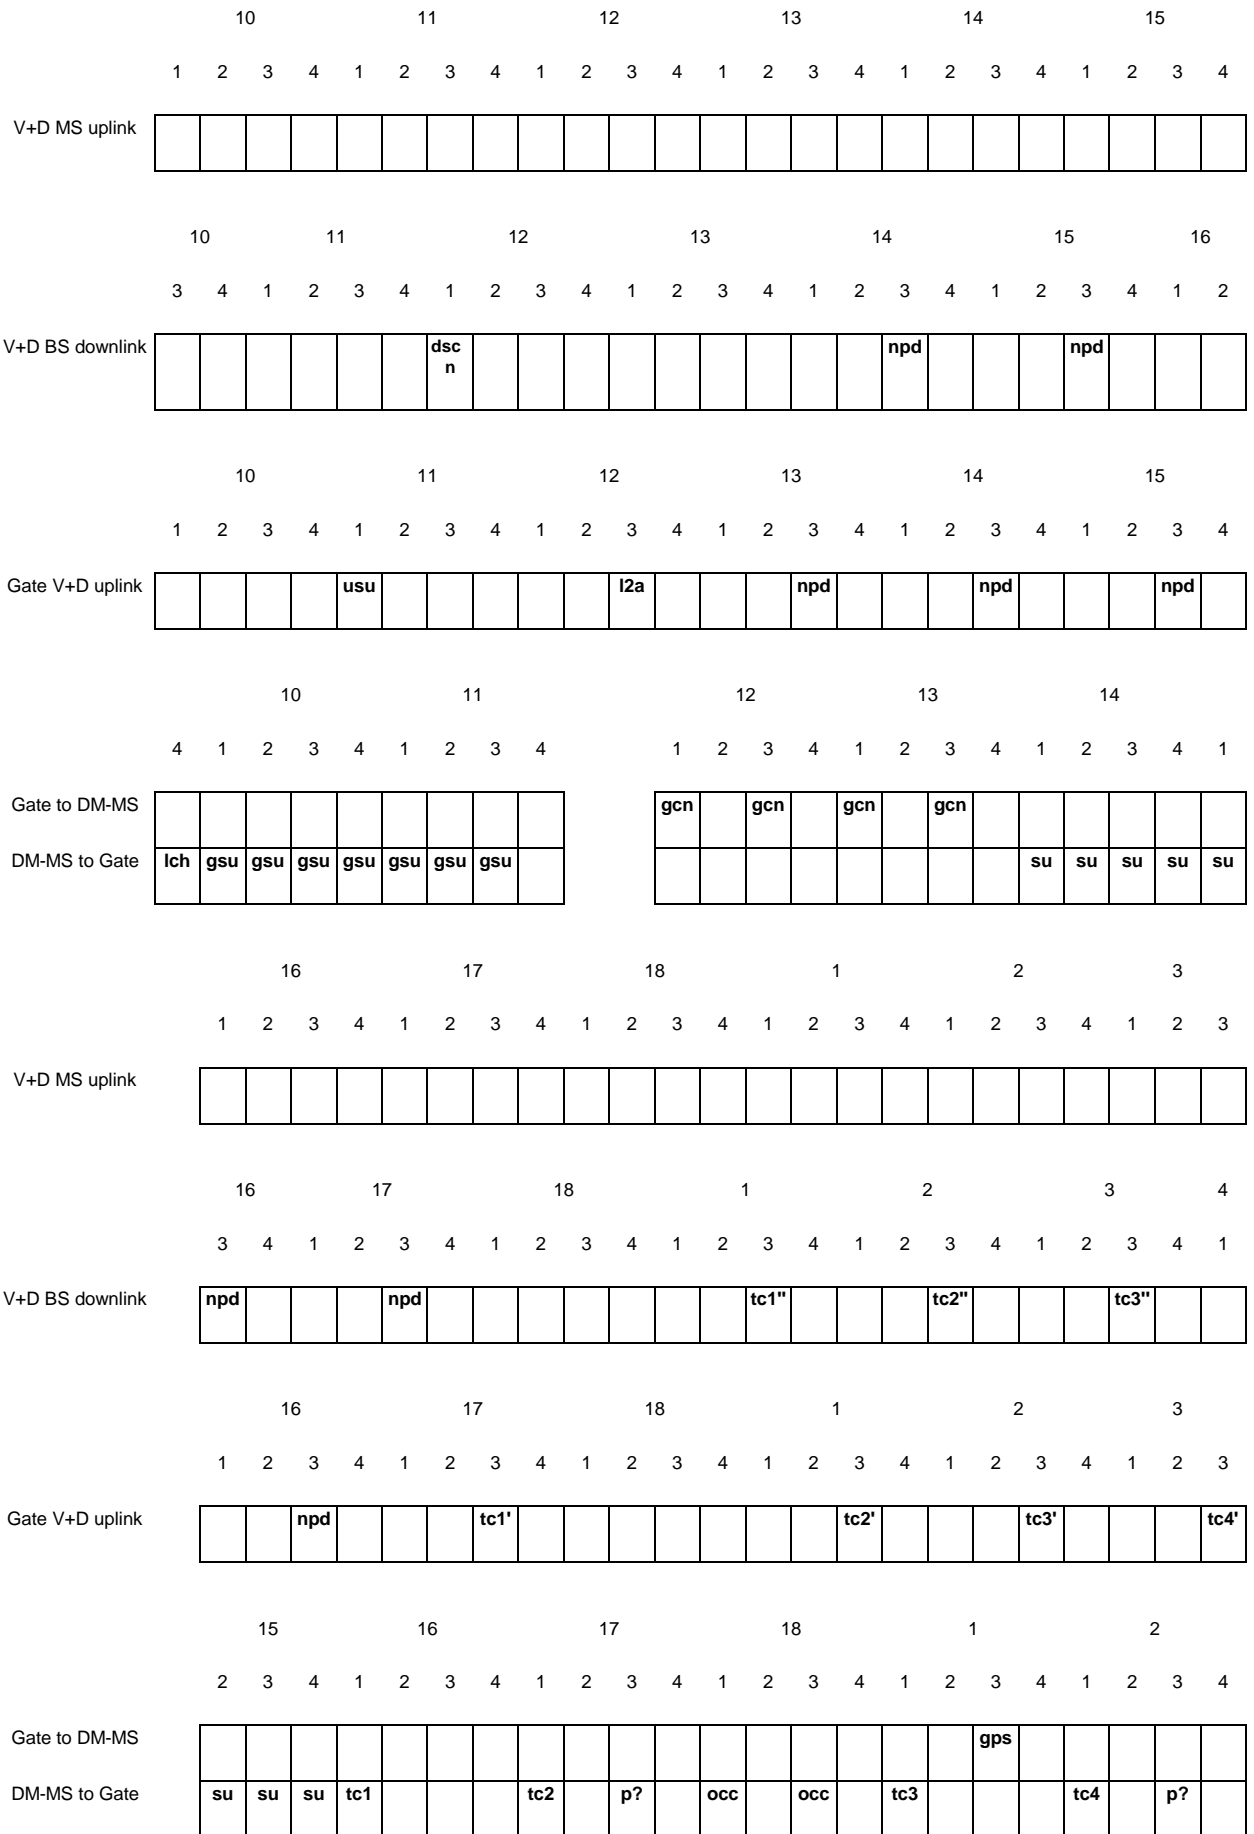 10 11 12 13 14 15
1 2 3 4 1 2 3 4 1 2 3 4 1 2 3 4 1 2 3 4 1 2 3 4
V+D MS uplink
10 11 12 13 14 15 16
3 4 1 2 3 4 1 2 3 4 1 2 3 4 1 2 3 4 1 2 3 4 1 2
V+D BS downlink dsc npd npd
n
10 11 12 13 14 15
1 2 3 4 1 2 3 4 1 2 3 4 1 2 3 4 1 2 3 4 1 2 3 4
Gate V+D uplink usu l2a npd npd npd
10 11 12 13 14
4 1 2 3 4 1 2 3 4 1 2 3 4 1 2 3 4 1 2 3 4 1
Gate to DM-MS gcn gcn gcn gcn
DM-MS to Gate lch gsu gsu gsu gsu gsu gsu gsu su su su su su
16 17 18 1 2 3
1 2 3 4 1 2 3 4 1 2 3 4 1 2 3 4 1 2 3 4 1 2 3
V+D MS uplink
16 17 18 1 2 3 4
3 4 1 2 3 4 1 2 3 4 1 2 3 4 1 2 3 4 1 2 3 4 1
V+D BS downlink npd npd tc1" tc2" tc3"
16 17 18 1 2 3
1 2 3 4 1 2 3 4 1 2 3 4 1 2 3 4 1 2 3 4 1 2 3
Gate V+D uplink npd tc1' tc2' tc3' tc4'
15 16 17 18 1 2
2 3 4 1 2 3 4 1 2 3 4 1 2 3 4 1 2 3 4 1 2 3 4
Gate to DM-MS gps
DM-MS to Gate su su su tc1 tc2 p? occ occ tc3 tc4 p?